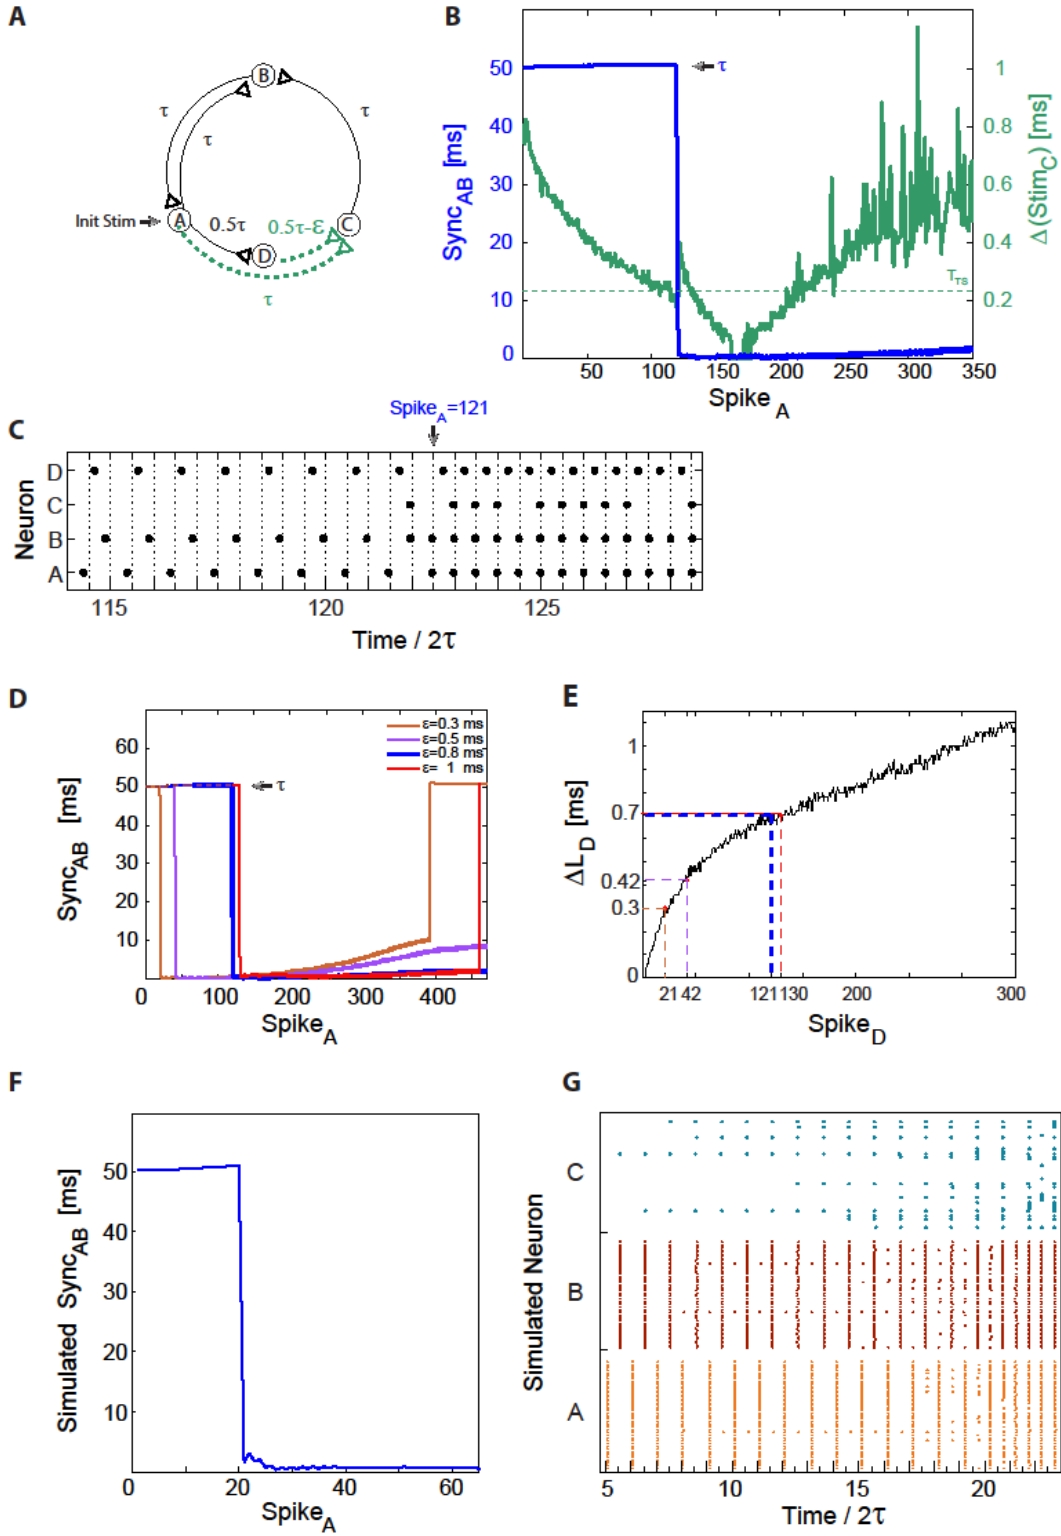 A
B
τ
τ
τ
Init Stim
A
0.5τ
0.5τ-ε
C
D
τ
B
Sync_AB [ms]
50
40
30
20
10
0
τ
T_TS
1
0.8
0.6
0.4
0.2
Δ(Stim_C) [ms]
50 100 150 200 250 300 350
Spike_A
Spike_A=121
C
Neuron
D
C
B
A
115 120 125
Time / 2τ
D
Sync_AB [ms]
60
50
40
30
20
10
ε=0.3 ms
ε=0.5 ms
ε=0.8 ms
ε= 1 ms
τ
0 100 200 300 400
Spike_A
E
ΔL_D [ms]
1
0.7
0.42
0.3
0
21 42 121 130 200 300
Spike_D
F
Simulated Sync_AB [ms]
50
40
30
20
10
0 20 40 60
Spike_A
G
Simulated Neuron
C
B
A
5 10 15 20
Time / 2τ